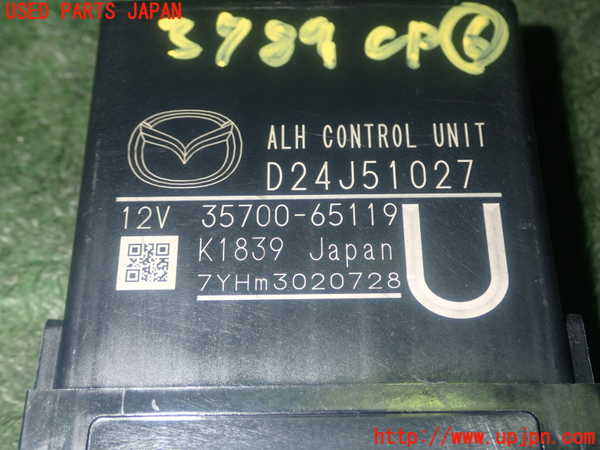 USED PARTS JAPAN
3789 CP⑥
ALH CONTROL UNIT
D24J51027
12V 35700-65119
K1839 Japan
7YHm3020728
U
http://www.upjpn.com/